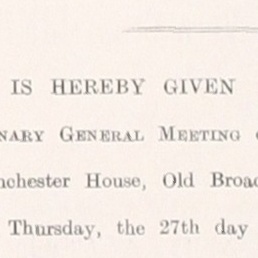 IS HEREBY GIVEN
NARY GENERAL MEETING
nchester House, Old Broad
Thursday, the 27th day